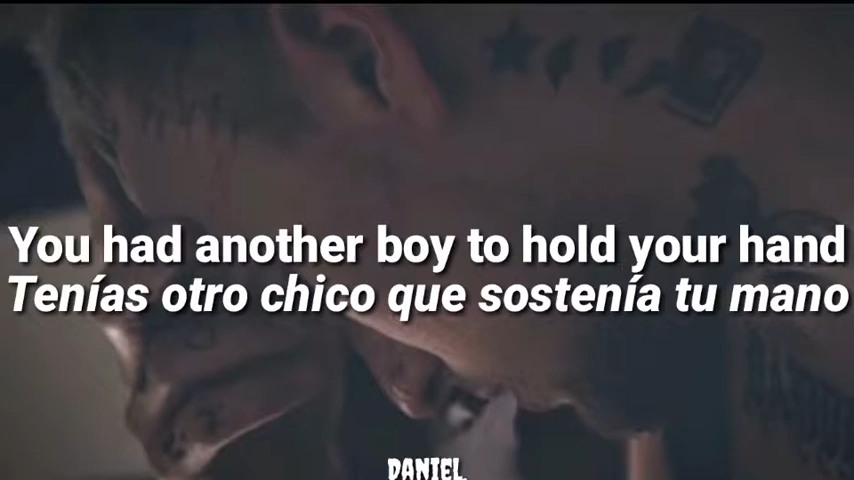 You had another boy to hold your hand
Tenías otro chico que sostenía tu mano
DANIEL